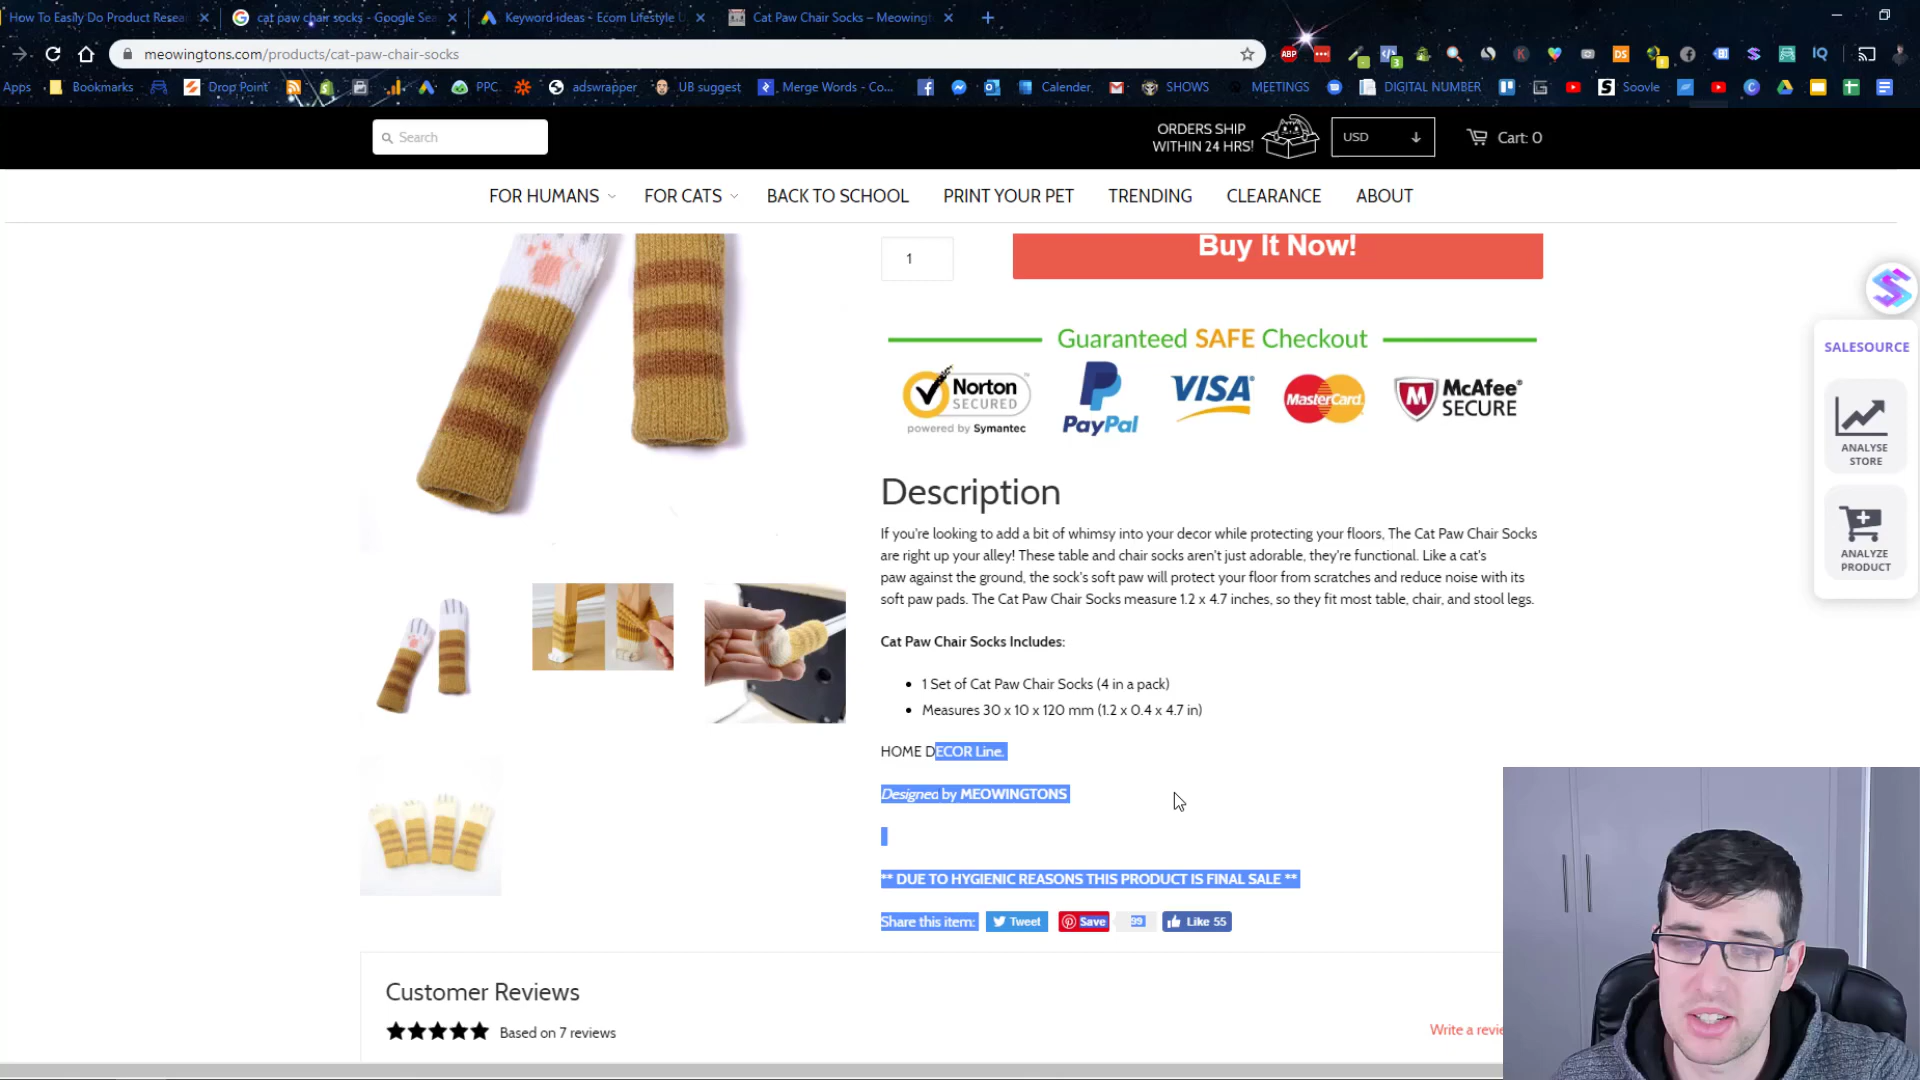 How To Easily Do Product Resear
cat paw chair socks - Google Sea
Keyword ideas - Ecom Lifestyle U
Cat Paw Chair Socks – Meowingt
meowingtons.com/products/cat-paw-chair-socks
Apps
Bookmarks
Drop Point
PPC
adswrapper
UB suggest
Merge Words - Co...
Calender
SHOWS
MEETINGS
DIGITAL NUMBER
Soovle
Search
ORDERS SHIP
WITHIN 24 HRS!
USD
Cart: 0
FOR HUMANS
FOR CATS
BACK TO SCHOOL
PRINT YOUR PET
TRENDING
CLEARANCE
ABOUT
1
Buy It Now!
Guaranteed SAFE Checkout
Norton
SECURED
powered by Symantec
PayPal
VISA
MasterCard
McAfee
SECURE
SALESOURCE
ANALYSE
STORE
ANALYZE
PRODUCT
Description
If you're looking to add a bit of whimsy into your decor while protecting your floors, The Cat Paw Chair Socks
are right up your alley! These table and chair socks aren't just adorable, they're functional. Like a cat's
paw against the ground, the sock's soft paw will protect your floor from scratches and reduce noise with its
soft paw pads. The Cat Paw Chair Socks measure 1.2 x 4.7 inches, so they fit most table, chair, and stool legs.
Cat Paw Chair Socks Includes:
1 Set of Cat Paw Chair Socks (4 in a pack)
Measures 30 x 10 x 120 mm (1.2 x 0.4 x 4.7 in)
HOME DECOR Line.
Designed by MEOWINGTONS
** DUE TO HYGIENIC REASONS THIS PRODUCT IS FINAL SALE **
Share this item:
Tweet
Save
99
Like 55
Customer Reviews
Based on 7 reviews
Write a revie